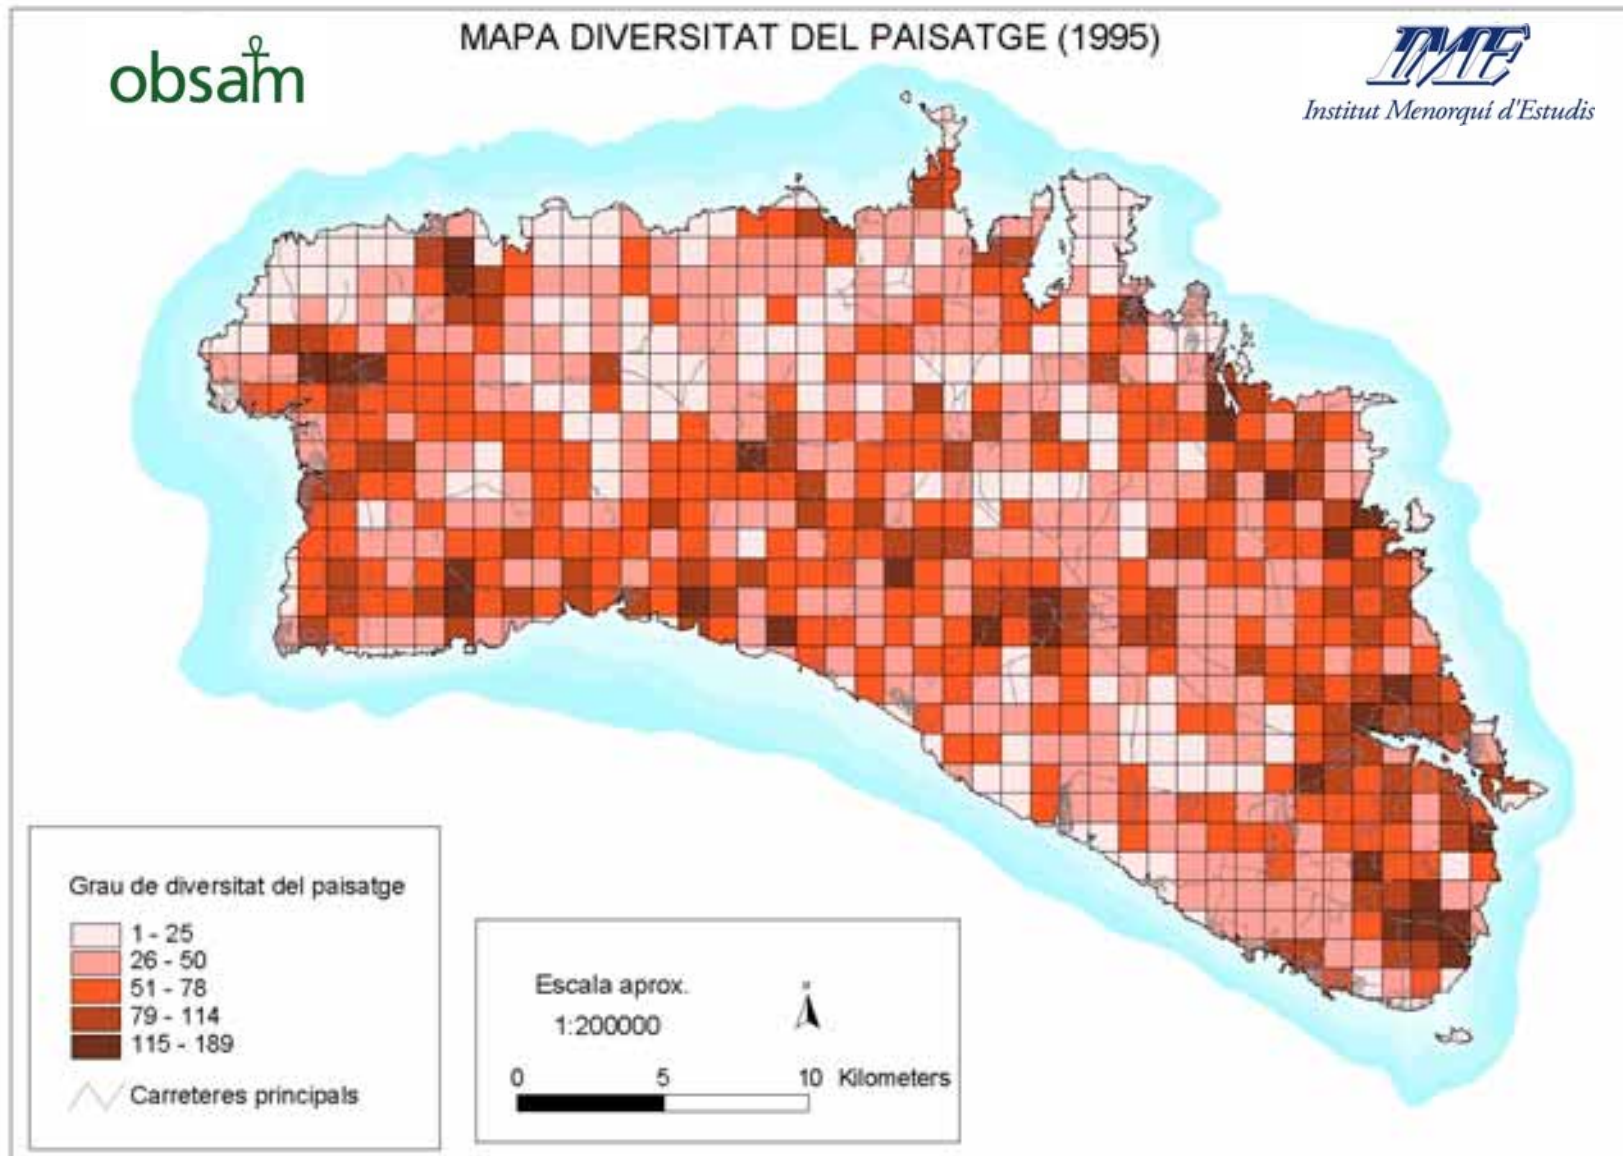 MAPA DIVERSITAT DEL PAISATGE (1995)
obsam
IME
Institut Menorquí d'Estudis
Grau de diversitat del paisatge
1 - 25
26 - 50
51 - 78
79 - 114
115 - 189
Carreteres principals
Escala aprox.
1:200000
0 5 10 Kilometers